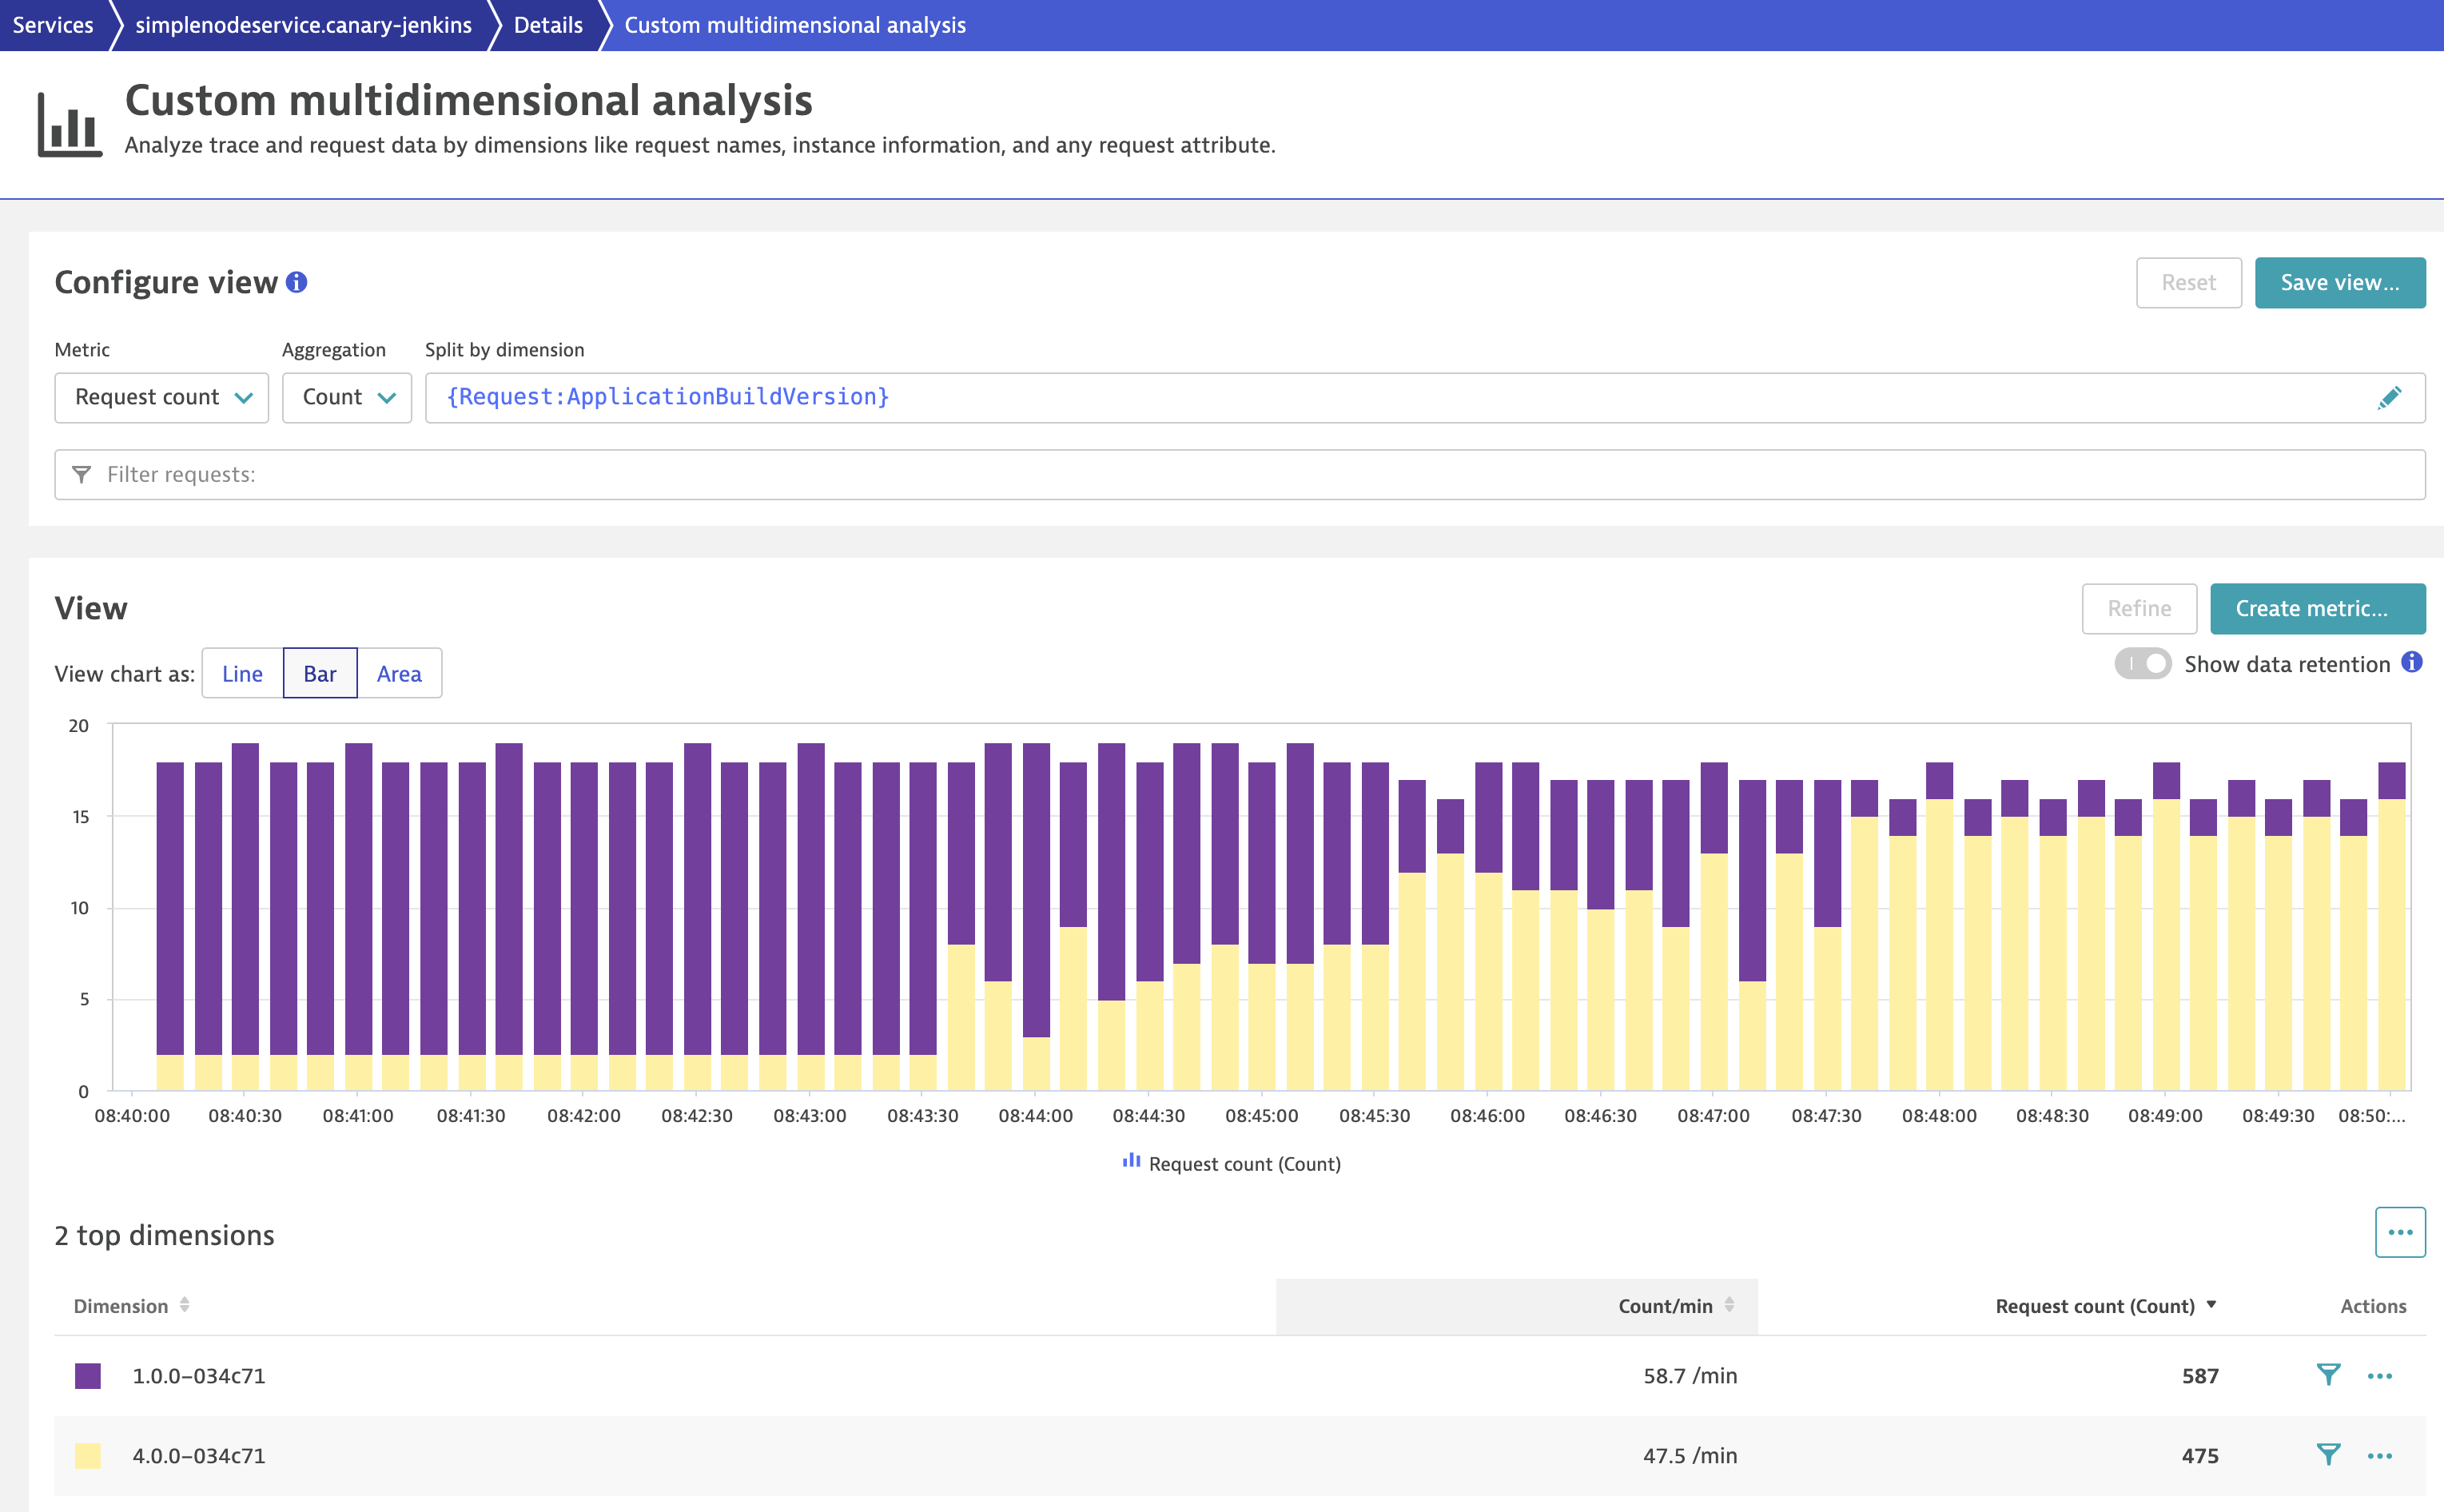 Services simplenodeservice.canary-jenkins Details Custom multidimensional analysis
Custom multidimensional analysis
Analyze trace and request data by dimensions like request names, instance information, and any request attribute.
Configure view
Reset Save view...
Metric Aggregation Split by dimension
Request count Count {Request:ApplicationBuildVersion}
Filter requests:
View
Refine Create metric...
View chart as: Line Bar Area
Show data retention
20
15
10
5
0
08:40:00 08:40:30 08:41:00 08:41:30 08:42:00 08:42:30 08:43:00 08:43:30 08:44:00 08:44:30 08:45:00 08:45:30 08:46:00 08:46:30 08:47:00 08:47:30 08:48:00 08:48:30 08:49:00 08:49:30 08:50:...
Request count (Count)
2 top dimensions
Dimension Count/min Request count (Count) Actions
1.0.0–034c71 58.7 /min 587
4.0.0–034c71 47.5 /min 475